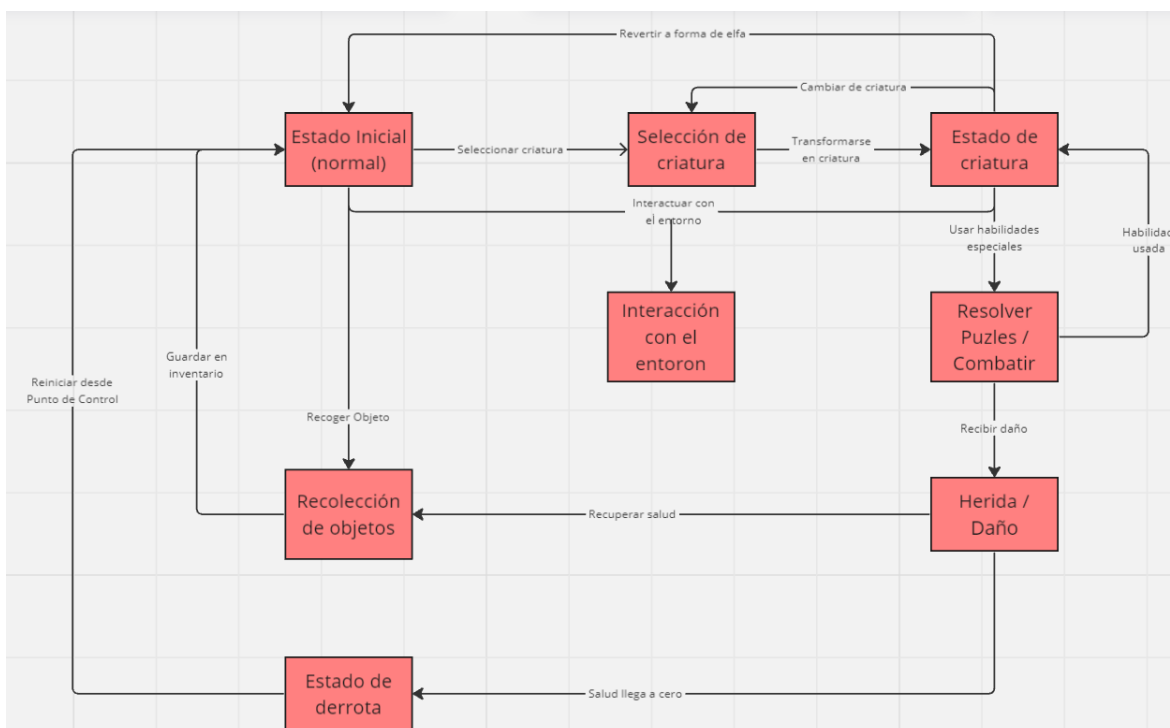 Revertir a forma de elfa
Cambiar de criatura
Estado Inicial
(normal)
Seleccionar criatura
Selección de
criatura
Transformarse
en criatura
Estado de
criatura
Interactuar con
el entorno
Usar habilidades
especiales
Habilidad
usada
Interacción
con el
entoron
Resolver
Puzles /
Combatir
Guardar en
inventario
Reiniciar desde
Punto de Control
Recoger Objeto
Recibir daño
Recolección
de objetos
Recuperar salud
Herida /
Daño
Estado de
derrota
Salud llega a cero